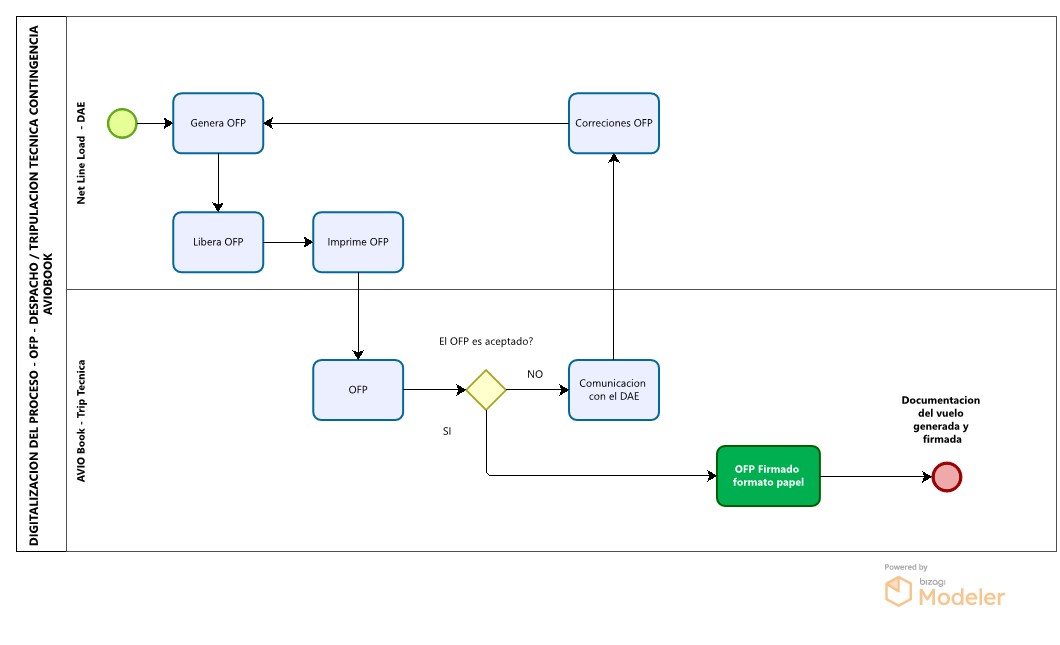 DIGITALIZACION DEL PROCESO - OFP - DESPACHO / TRIPULACION TECNICA CONTINGENCIA
AVIOBOOK
Net Line Load - DAE
Genera OFP
Correciones OFP
Libera OFP
Imprime OFP
AVIO Book - Trip Tecnica
El OFP es aceptado?
OFP
NO
Comunicacion
con el DAE
SI
Documentacion
del vuelo
generada y
firmada
OFP Firmado
formato papel
Powered by
bizagi
Modeler